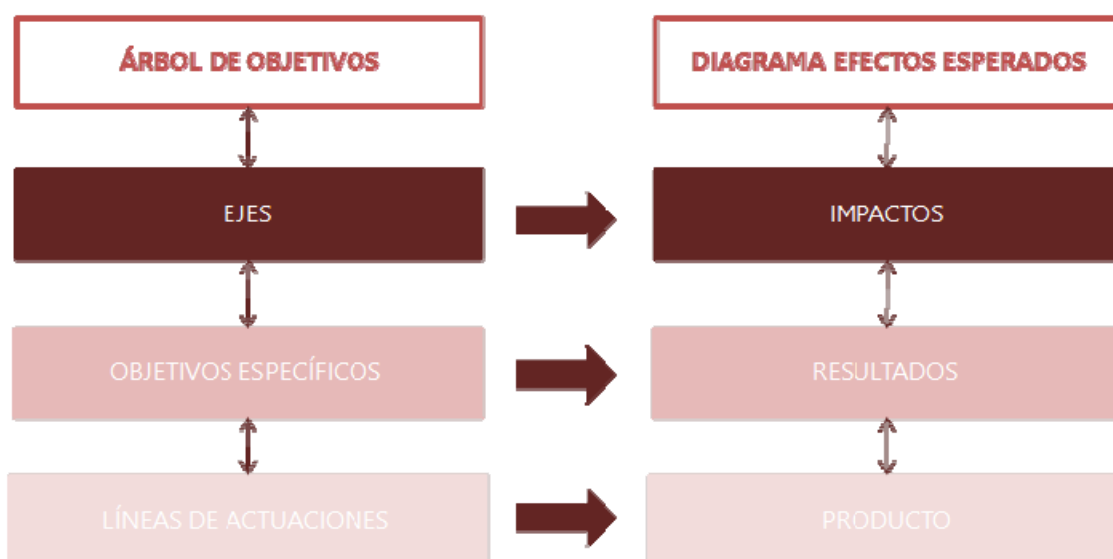 ÁRBOL DE OBJETIVOS
DIAGRAMA EFECTOS ESPERADOS
EJES
IMPACTOS
OBJETIVOS ESPECÍFICOS
RESULTADOS
LÍNEAS DE ACTUACIONES
PRODUCTO